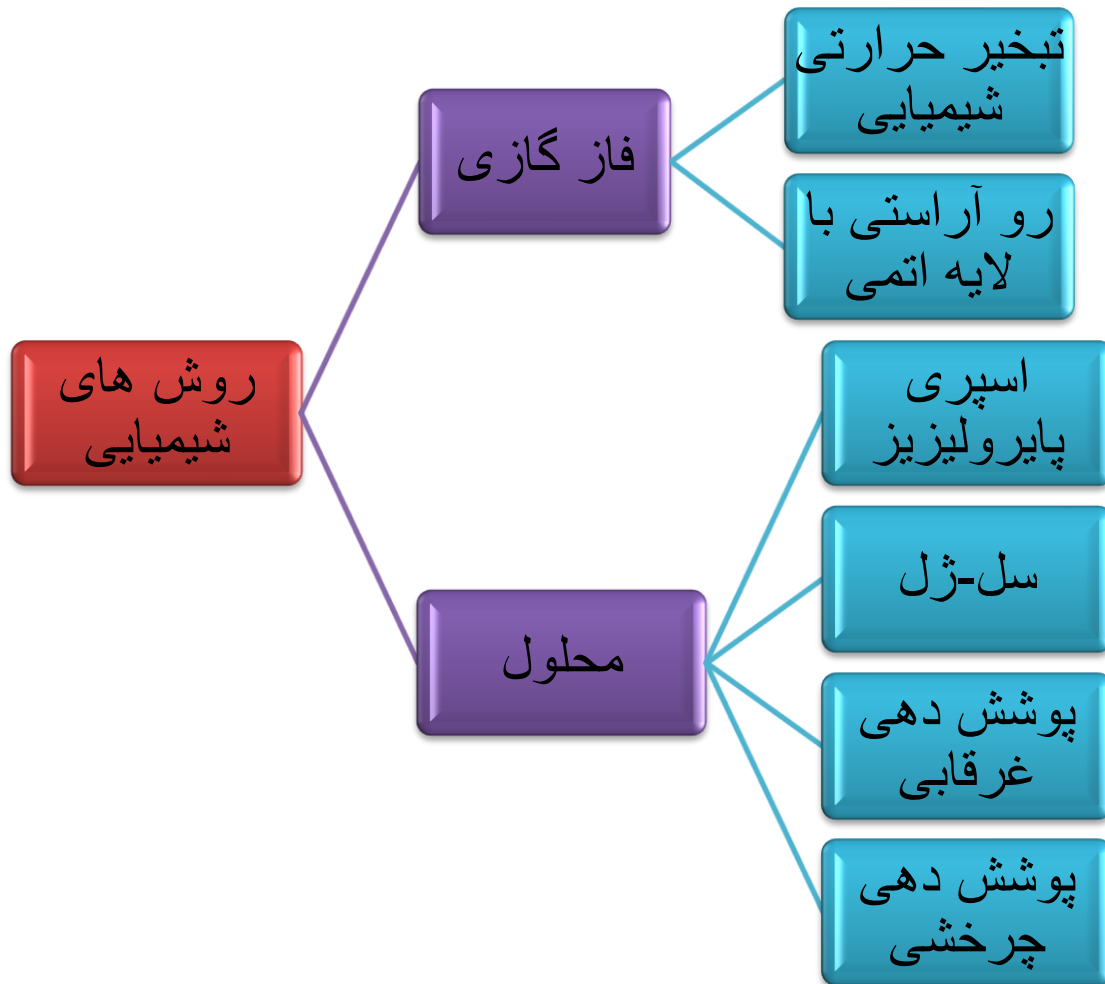 تبخیر حرارتی
شیمیایی
فاز گازی
رو آراستی با
لایه اتمی
روش های
شیمیایی
اسپری
پایرولیزیز
سل-ژل
محلول
پوشش دهی
غرقابی
پوشش دهی
چرخشی